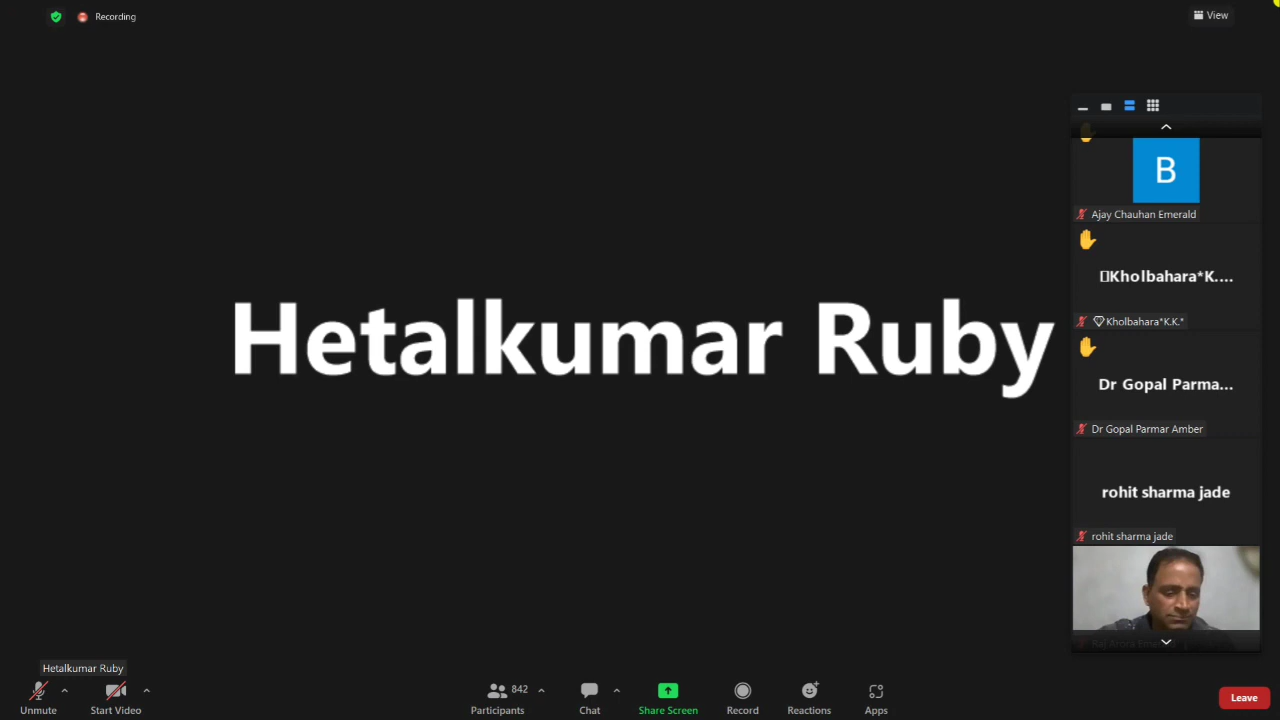 Recording
View
B
Ajay Chauhan Emerald
Kholbahara*K....
Kholbahara*K.K.*
Dr Gopal Parma...
Dr Gopal Parmar Amber
rohit sharma jade
rohit sharma jade
Hetalkumar Ruby
Hetalkumar Ruby
Unmute
Start Video
842
Participants
Chat
Share Screen
Record
Reactions
Apps
Leave